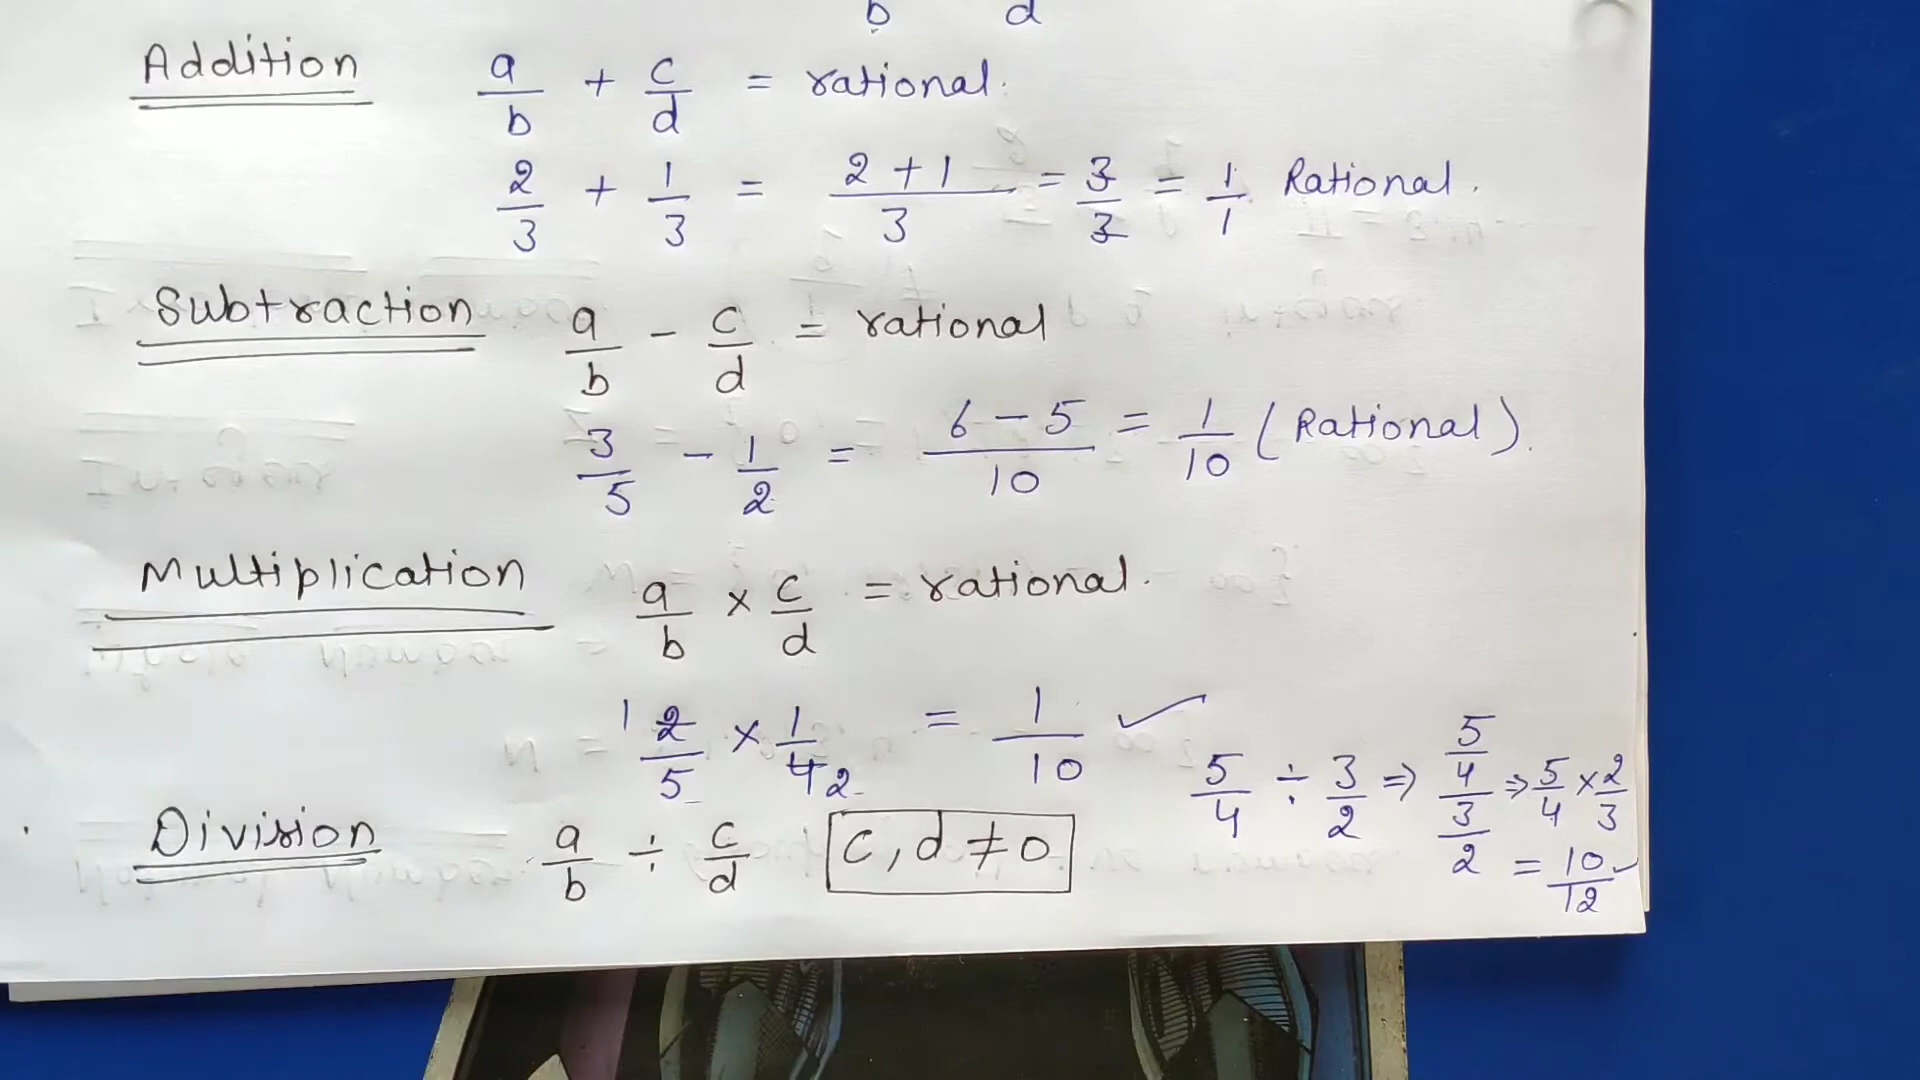 b d
Addition a/b + c/d = rational.
2/3 + 1/3 = 2+1/3 = 3/3 = 1/1 Rational.
Subtraction a/b - c/d = rational
3/5 - 1/2 = 6-5/10 = 1/10 (Rational).
Multiplication a/b × c/d = rational.
1 2/5 × 1/4 2 = 1/10 ✓
Division a/b ÷ c/d c, d ≠ 0
5/4 ÷ 3/2 ⇒ 5/4/3/2 ⇒ 5/4 × 2/3
= 10/12 ✓